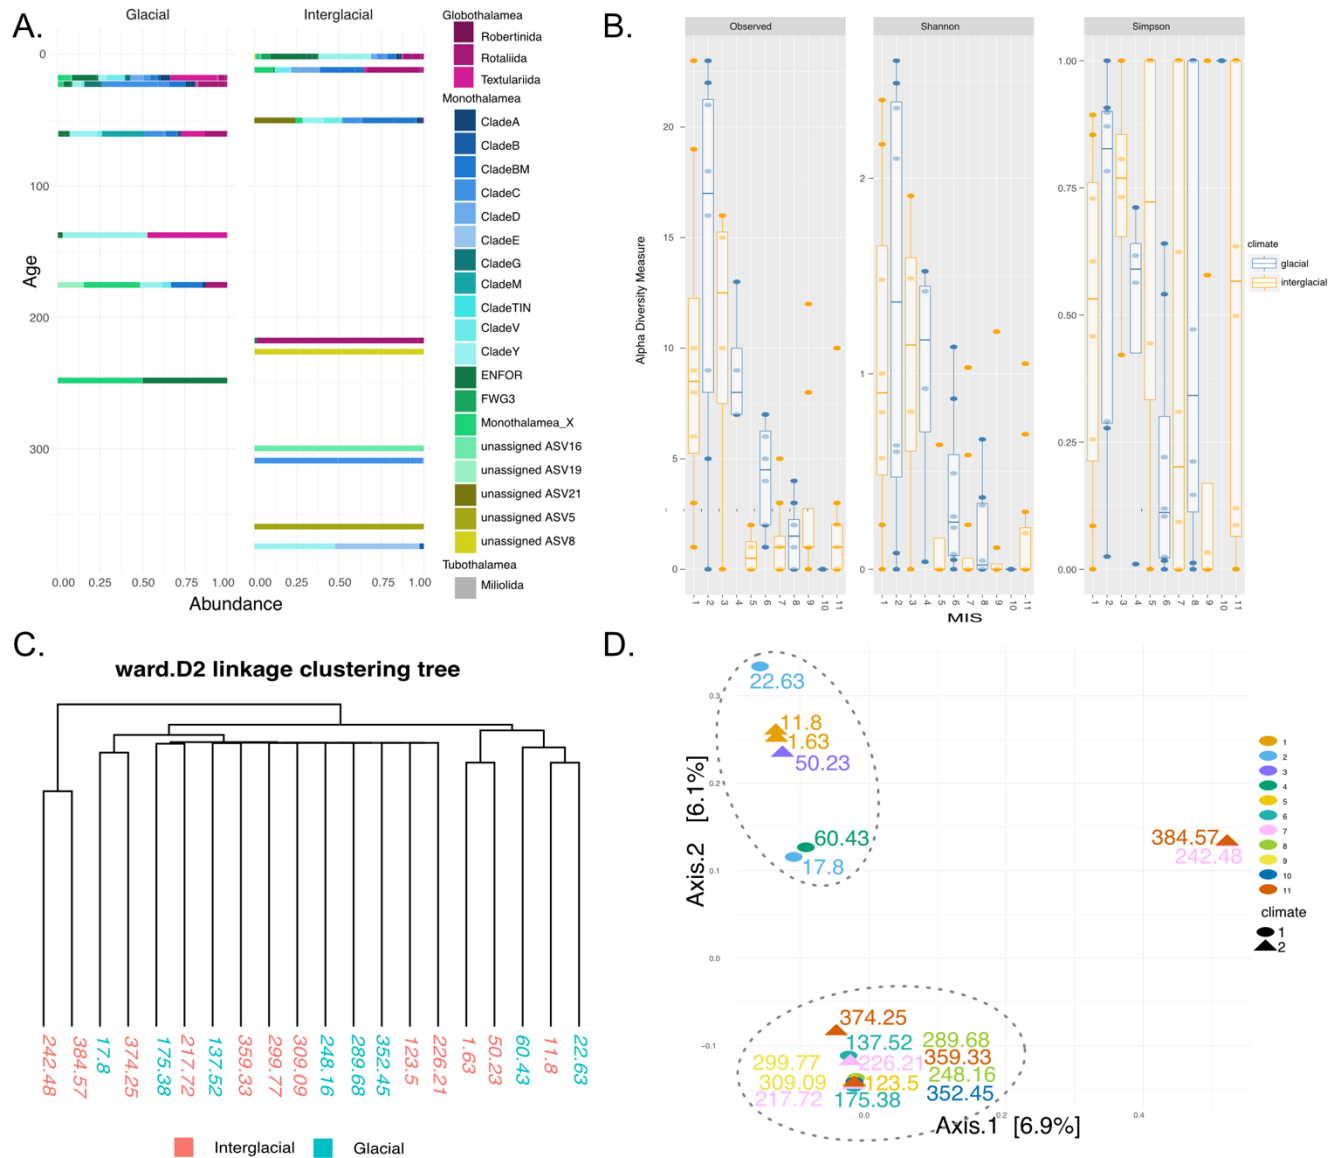 A.
Glacial
Interglacial
0
100
200
300
Age
0.00 0.25 0.50 0.75 1.00
0.00 0.25 0.50 0.75 1.00
Abundance
Globothalamea
Robertinida
Rotaliida
Textulariida
Monothalamea
CladeA
CladeB
CladeBM
CladeC
CladeD
CladeE
CladeG
CladeM
CladeTIN
CladeV
CladeY
ENFOR
FWG3
Monothalamea_X
unassigned ASV16
unassigned ASV19
unassigned ASV21
unassigned ASV5
unassigned ASV8
Tubothalamea
Miliolida
B.
Observed
Shannon
Simpson
Alpha Diversity Measure
20
15
10
5
0
2
1
0
1.00
0.75
0.50
0.25
0.00
1 2 3 4 5 6 7 8 9 10 11
1 2 3 4 5 6 7 8 9 10 11
1 2 3 4 5 6 7 8 9 10 11
MIS
climate
glacial
interglacial
C.
ward.D2 linkage clustering tree
242.48
384.57
17.8
374.25
175.38
217.72
137.52
359.33
299.77
309.09
248.16
289.68
352.45
123.5
226.21
1.63
50.23
60.43
11.8
22.63
Interglacial
Glacial
D.
Axis.2 [6.1%]
0.3
0.2
0.1
0.0
−0.1
22.63
11.8
1.63
50.23
60.43
17.8
384.57
242.48
374.25
137.52 289.68
299.77 226.21 359.33
309.09 123.5 248.16
217.72 175.38 352.45
0.0 0.2 0.4
Axis.1 [6.9%]
1
2
3
4
5
6
7
8
9
10
11
climate
1
2